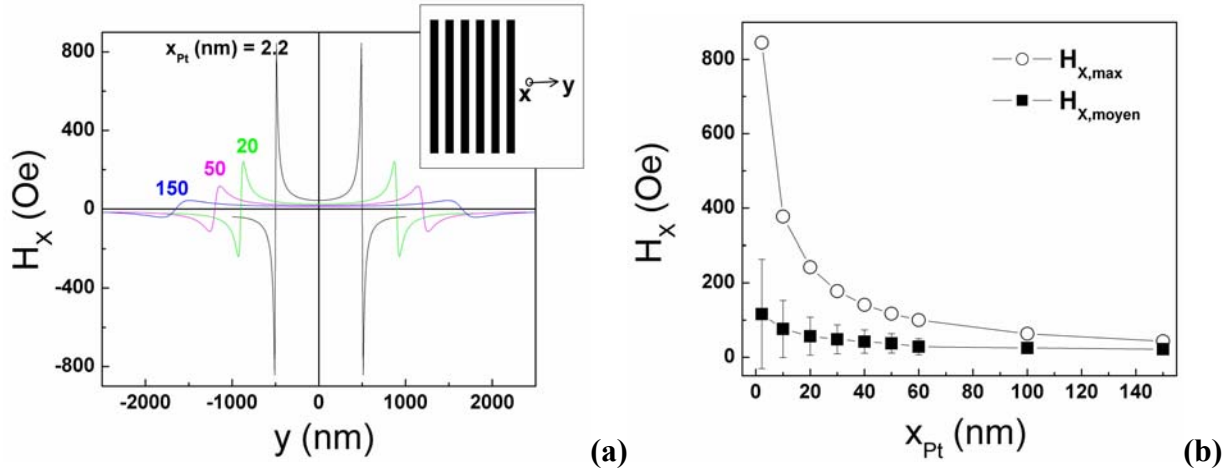 x_Pt (nm) = 2.2
800
400
0
-400
-800
20
50
150
x
y
H_X (Oe)
-2000
-1000
0
1000
2000
y (nm)
(a)
H_X,max
H_X,moyen
800
600
400
200
0
H_X (Oe)
0
20
40
60
80
100
120
140
x_Pt (nm)
(b)